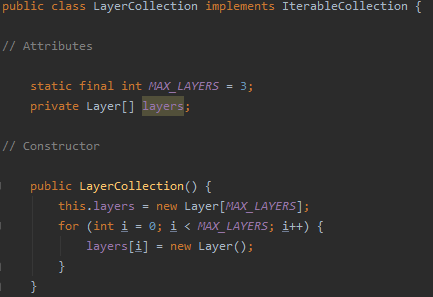 public class LayerCollection implements IterableCollection {
// Attributes
static final int MAX_LAYERS = 3;
private Layer[] layers;
// Constructor
public LayerCollection() {
this.layers = new Layer[MAX_LAYERS];
for (int i = 0; i < MAX_LAYERS; i++) {
layers[i] = new Layer();
}
}